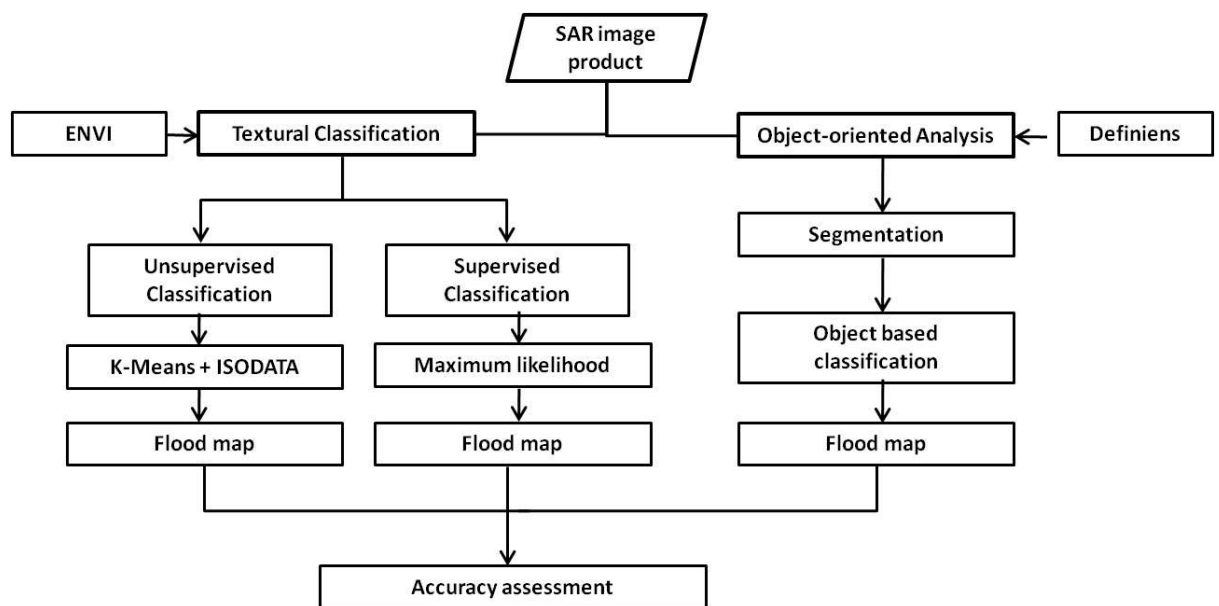 SAR image
product
ENVI
Textural Classification
Object-oriented Analysis
Definiens
Unsupervised
Classification
Supervised
Classification
Segmentation
K-Means + ISODATA
Maximum likelihood
Object based
classification
Flood map
Flood map
Flood map
Accuracy assessment